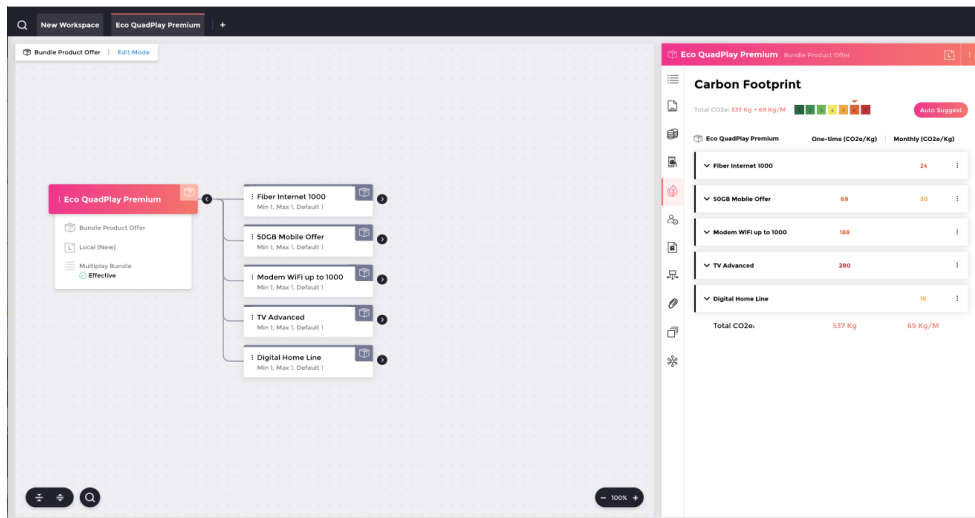 New Workspace
Eco QuadPlay Premium
+
Bundle Product Offer | Edit Mode
Eco QuadPlay Premium
Bundle Product Offer
Local (New)
Multiplay Bundle
Effective
Fiber Internet 1000
Min 1, Max 1, Default 1
50GB Mobile Offer
Min 1, Max 1, Default 1
Modem WiFi up to 1000
Min 1, Max 1, Default 1
TV Advanced
Min 1, Max 1, Default 1
Digital Home Line
Min 1, Max 1, Default 1
− 100% +
Eco QuadPlay Premium Bundle Product Offer
Carbon Footprint
Total CO2e: 537 Kg + 69 Kg/M
Auto Suggest
Eco QuadPlay Premium One-time (CO2e/Kg) Monthly (CO2e/Kg)
Fiber Internet 1000 24
50GB Mobile Offer 69 30
Modem WiFi up to 1000 188
TV Advanced 280
Digital Home Line 15
Total CO2e: 537 Kg 69 Kg/M